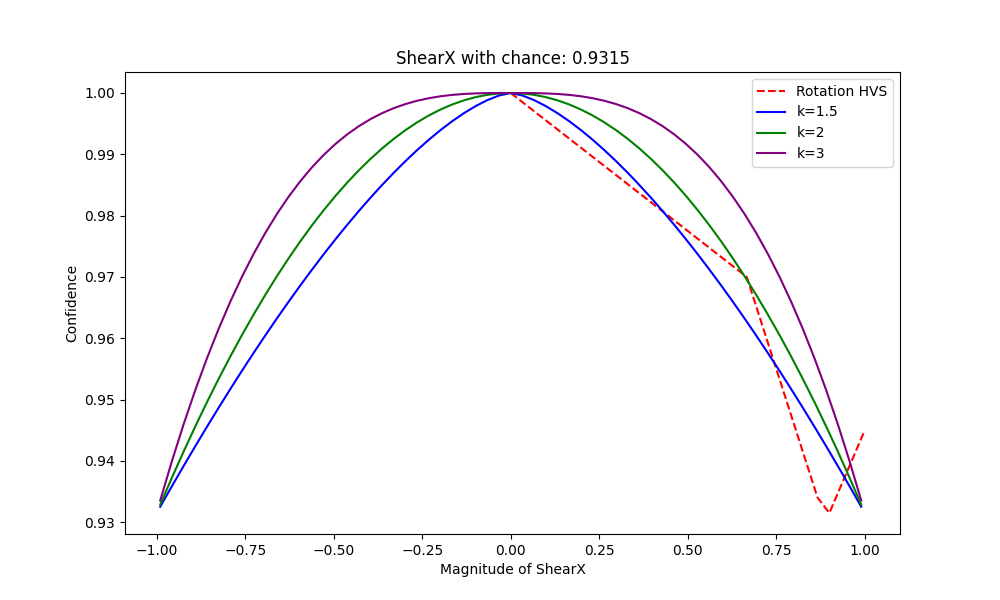 ShearX with chance: 0.9315
Rotation HVS
k=1.5
k=2
k=3
Confidence
1.00
0.99
0.98
0.97
0.96
0.95
0.94
0.93
−1.00 −0.75 −0.50 −0.25 0.00 0.25 0.50 0.75 1.00
Magnitude of ShearX